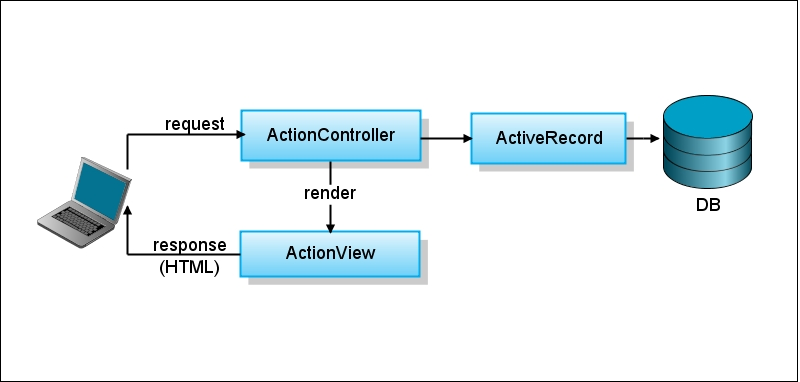 request
ActionController
ActiveRecord
render
DB
response
(HTML)
ActionView